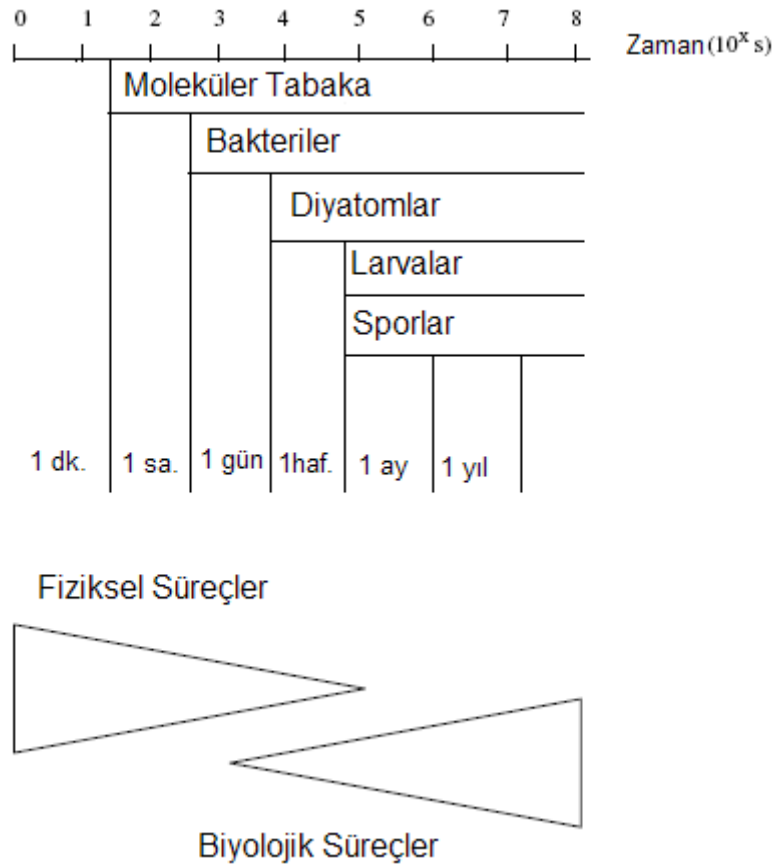 0 1 2 3 4 5 6 7 8
Zaman (10^x s)
Moleküler Tabaka
Bakteriler
Diyatomlar
Larvalar
Sporlar
1 dk. 1 sa. 1 gün 1haf. 1 ay 1 yıl
Fiziksel Süreçler
Biyolojik Süreçler